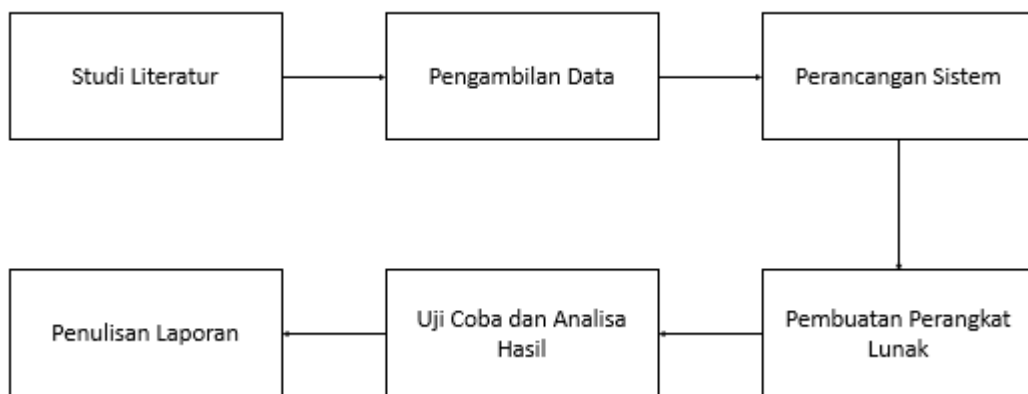 Studi Literatur
Pengambilan Data
Perancangan Sistem
Penulisan Laporan
Uji Coba dan Analisa
Hasil
Pembuatan Perangkat
Lunak